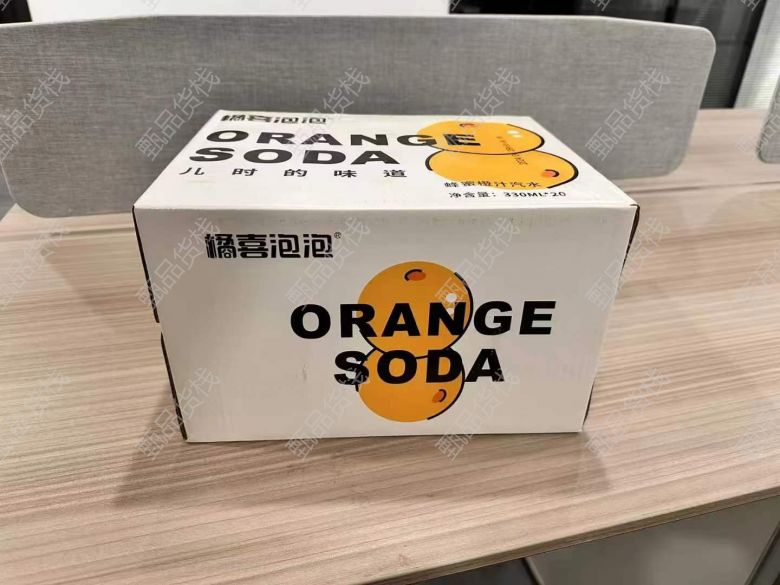 橘喜泡泡
ORANGE
SODA
儿时的味道
蜂蜜橙汁汽水
净含量：330ML*20
橘喜泡泡®
ORANGE
SODA
甄品货栈